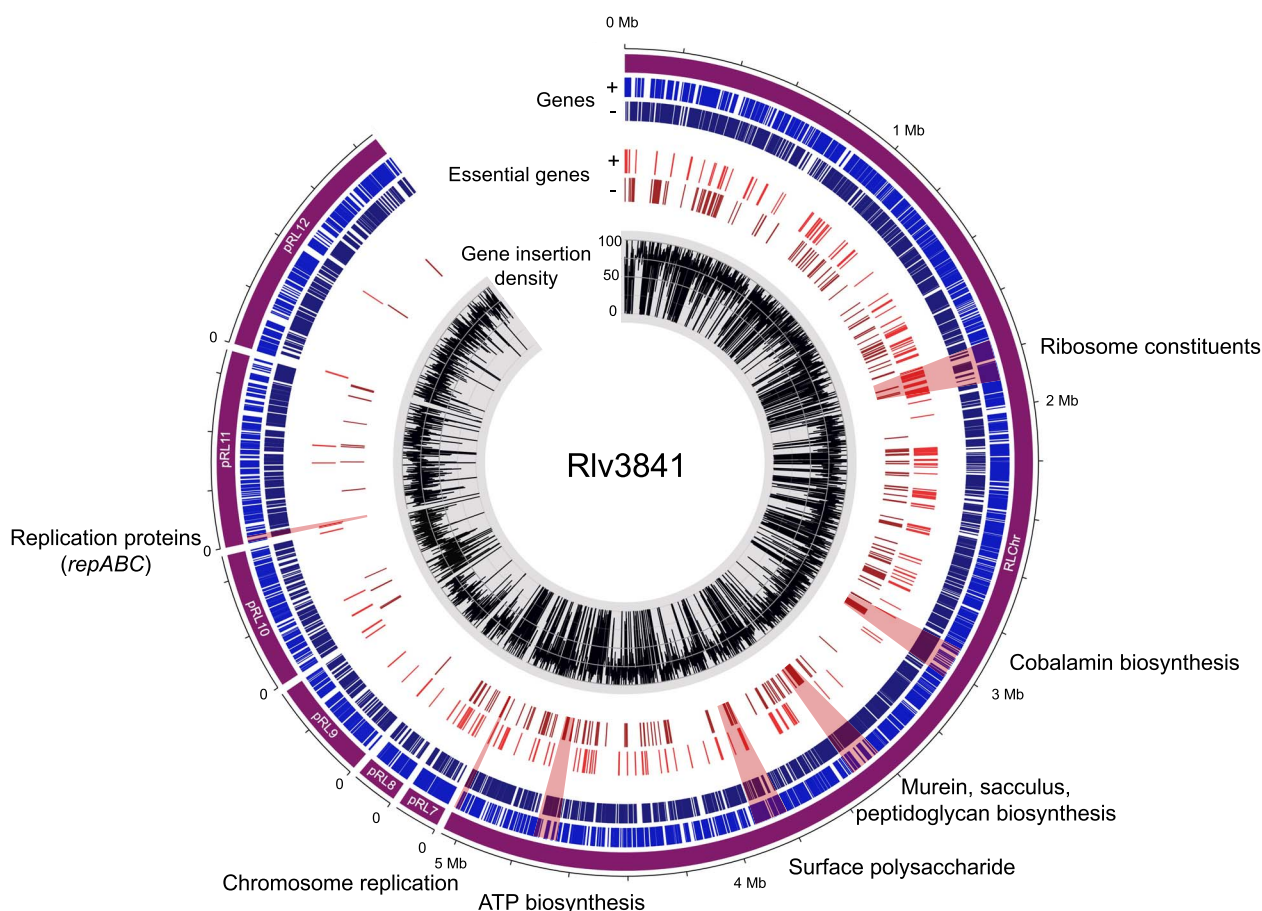 0 Mb
Genes
+
-
1 Mb
Essential genes
+
-
pRL12
Gene insertion
density
100
50
0
0
Ribosome constituents
2 Mb
pRL11
Rlv3841
Replication proteins
(repABC)
0
RLChr
pRL10
Cobalamin biosynthesis
0
3 Mb
pRL9
0
pRL8
Murein, sacculus,
peptidoglycan biosynthesis
pRL7
0
0
5 Mb
Surface polysaccharide
Chromosome replication
4 Mb
ATP biosynthesis